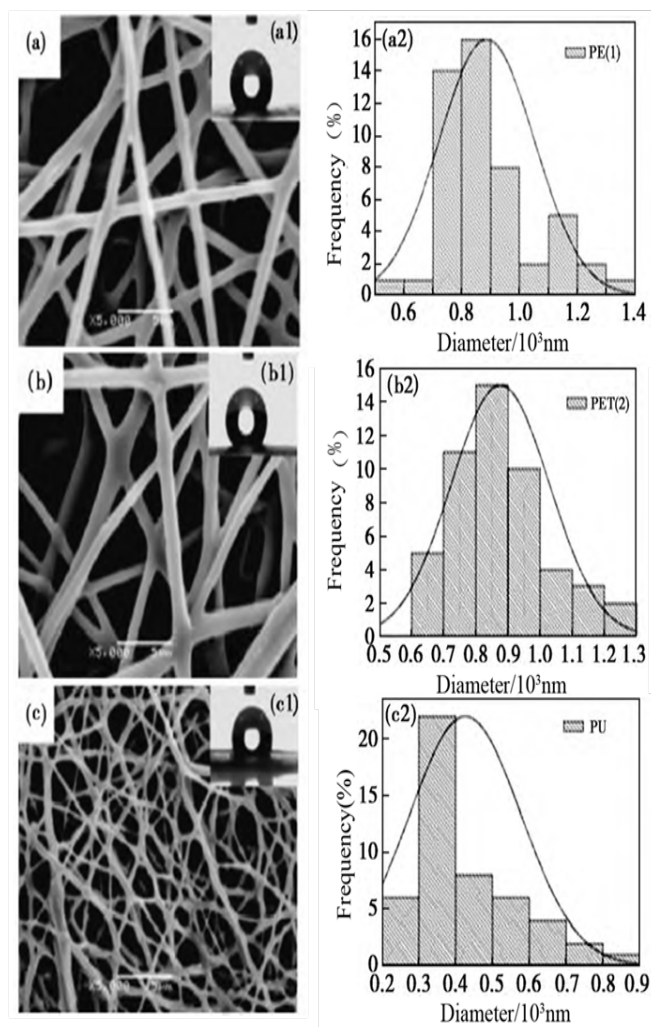 (a)
(a1)
X5,000 5μm
(a2)
PE(1)
Frequency (%)
16
14
12
10
8
6
4
2
0
0.6 0.8 1.0 1.2 1.4
Diameter/10³nm
(b)
(b1)
X5,000 5μm
(b2)
PET(2)
Frequency (%)
16
14
12
10
8
6
4
2
0
0.5 0.6 0.7 0.8 0.9 1.0 1.1 1.2 1.3
Diameter/10³nm
(c)
(c1)
(c2)
PU
Frequency(%)
20
15
10
5
0
0.2 0.3 0.4 0.5 0.6 0.7 0.8 0.9
Diameter/10³nm